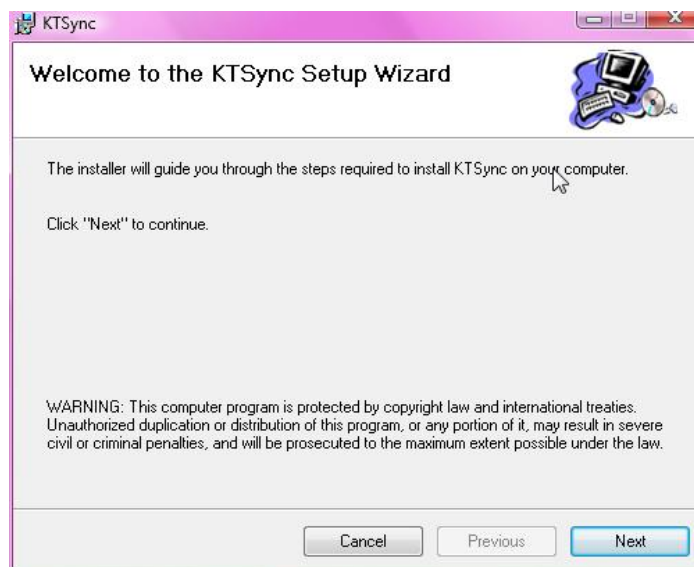 KTSync
Welcome to the KTSync Setup Wizard
The installer will guide you through the steps required to install KTSync on your computer.
Click "Next" to continue.
WARNING: This computer program is protected by copyright law and international treaties.
Unauthorized duplication or distribution of this program, or any portion of it, may result in severe
civil or criminal penalties, and will be prosecuted to the maximum extent possible under the law.
Cancel
Previous
Next